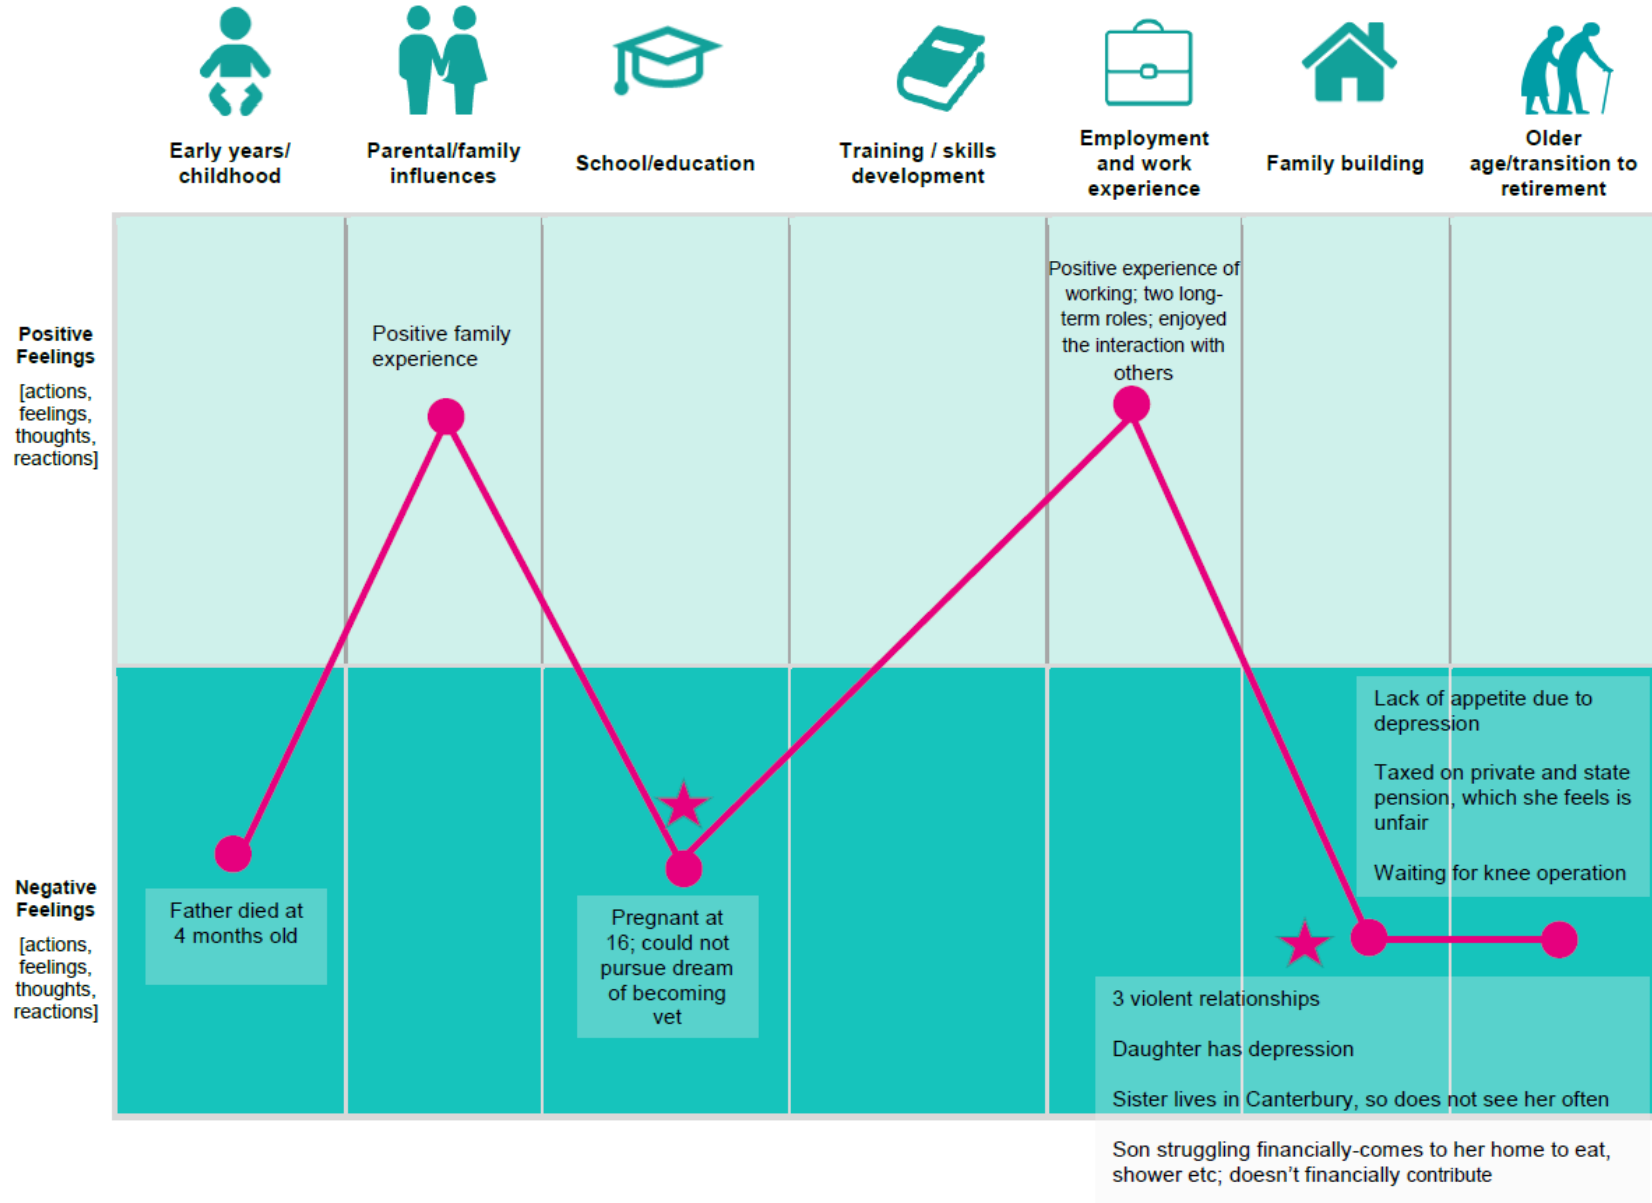 Early years/
childhood
Parental/family
influences
School/education
Training / skills
development
Employment
and work
experience
Family building
Older
age/transition to
retirement
Positive
Feelings
[actions,
feelings,
thoughts,
reactions]
Positive family
experience
Positive experience of
working; two long-
term roles; enjoyed
the interaction with
others
Negative
Feelings
[actions,
feelings,
thoughts,
reactions]
Father died at
4 months old
Pregnant at
16; could not
pursue dream
of becoming
vet
Lack of appetite due to
depression
Taxed on private and state
pension, which she feels is
unfair
Waiting for knee operation
3 violent relationships
Daughter has depression
Sister lives in Canterbury, so does not see her often
Son struggling financially-comes to her home to eat,
shower etc; doesn't financially contribute